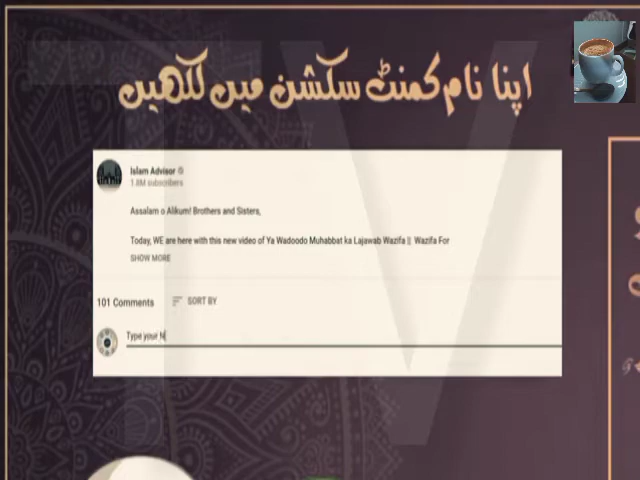 اپنا نام کمنٹ سکشن میں لکھیں
Islam Advisor
1.8M subscribers
Assalam o Alikum! Brothers and Sisters,
Today, WE are here with this new video of Ya Wadoodo Muhabbat ka Lajawab Wazifa || Wazifa For
SHOW MORE
101 Comments SORT BY
Type your N